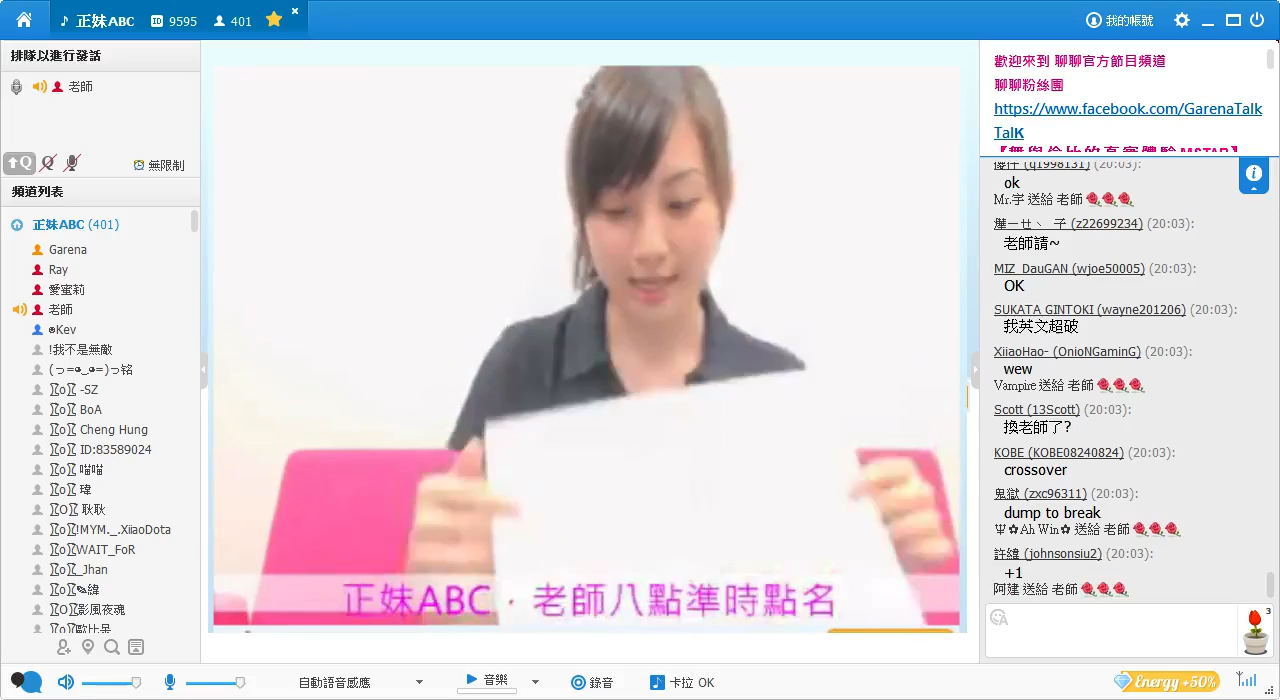 正妹ABC
ID 9595
401
我的帳號
排隊以進行發話
老師
Q
無限制
頻道列表
正妹ABC (401)
Garena
Ray
愛蜜莉
老師
Kev
!我不是無敵
-SZ
BoA
Cheng Hung
ID:83589024
喵喵
瑋
耿耿
!MYM._.XiiaoDota
WAIT_FoR
_Jhan
影風夜魂
正妹ABC．老師八點準時點名
歡迎來到 聊聊官方節目頻道
聊聊粉絲團
https://www.facebook.com/GarenaTalk
Talk
(q1998131) (20:03):
ok
Mr.宇 送給 老師
(z22699234) (20:03):
老師請~
MIZ_DauGAN (wjoe50005) (20:03):
OK
SUKATA GINTOKI (wayne201206) (20:03):
我英文超破
XiiaoHao- (OnioNGaminG) (20:03):
wew
Vampire 送給 老師
Scott (13Scott) (20:03):
換老師了?
KOBE (KOBE08240824) (20:03):
crossover
鬼獄 (zxc96311) (20:03):
dump to break
Ψ✿Ah Win✿ 送給 老師
許雄 (johnsonsiu2) (20:03):
+1
阿建 送給 老師
3
自動語音感應
音樂
錄音
卡拉 OK
Energy +50%